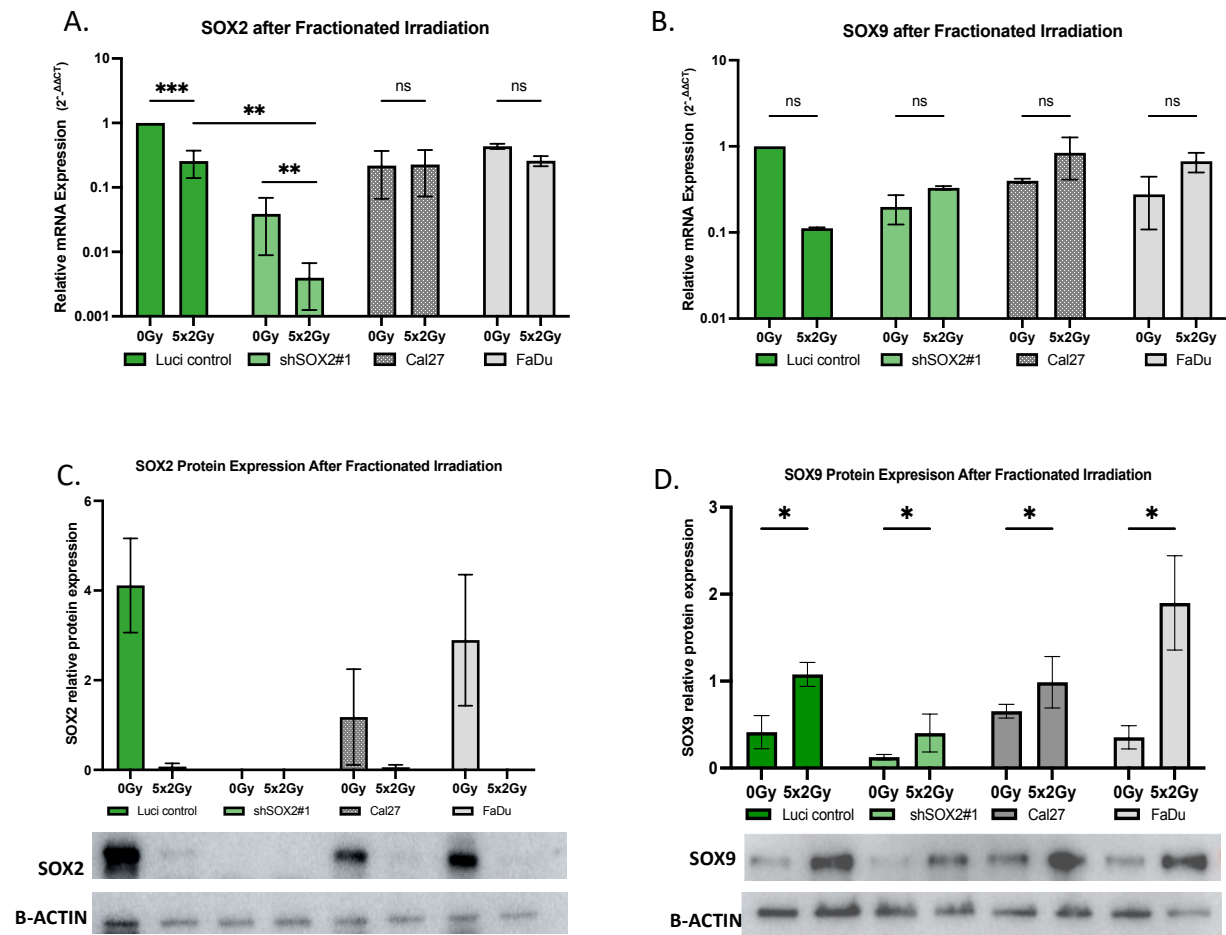 A.
SOX2 after Fractionated Irradiation
Relative mRNA Expression (2^-ΔΔCT)
10
1
0.1
0.01
0.001
***
**
**
ns
ns
0Gy 5x2Gy 0Gy 5x2Gy 0Gy 5x2Gy 0Gy 5x2Gy
Luci control shSOX2#1 Cal27 FaDu
B.
SOX9 after Fractionated Irradiation
Relative mRNA Expression (2^-ΔΔCT)
10
1
0.1
0.01
ns
ns
ns
ns
0Gy 5x2Gy 0Gy 5x2Gy 0Gy 5x2Gy 0Gy 5x2Gy
Luci control shSOX2#1 Cal27 FaDu
C.
SOX2 Protein Expression After Fractionated Irradiation
SOX2 relative protein expression
6
4
2
0
0Gy 5x2Gy 0Gy 5x2Gy 0Gy 5x2Gy 0Gy 5x2Gy
Luci control shSOX2#1 Cal27 FaDu
SOX2
B-ACTIN
D.
SOX9 Protein Expresison After Fractionated Irradiation
SOX9 relative protein expression
3
2
1
0
*
*
*
*
0Gy 5x2Gy 0Gy 5x2Gy 0Gy 5x2Gy 0Gy 5x2Gy
Luci control shSOX2#1 Cal27 FaDu
SOX9
B-ACTIN